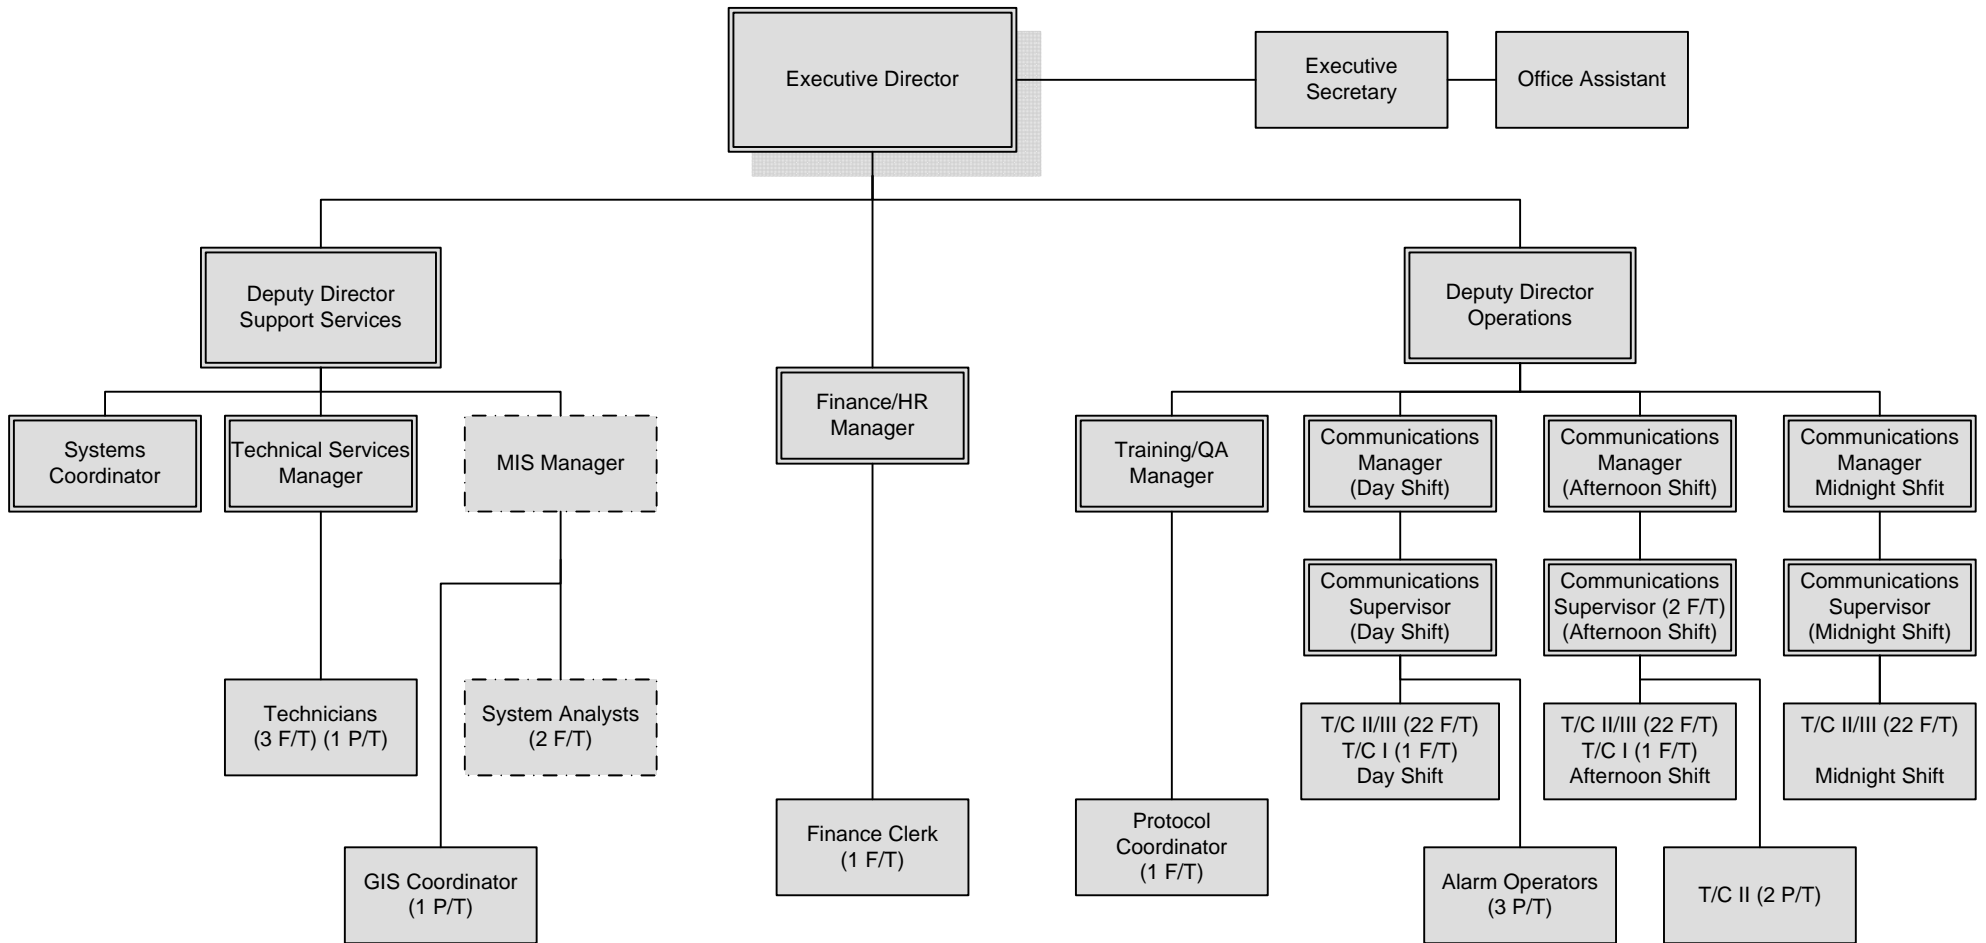 Executive Director
Executive
Secretary
Office Assistant
Deputy Director
Support Services
Deputy Director
Operations
Finance/HR
Manager
Systems
Coordinator
Technical Services
Manager
MIS Manager
Training/QA
Manager
Communications
Manager
(Day Shift)
Communications
Manager
(Afternoon Shift)
Communications
Manager
Midnight Shfit
Communications
Supervisor
(Day Shift)
Communications
Supervisor (2 F/T)
(Afternoon Shift)
Communications
Supervisor
(Midnight Shift)
Technicians
(3 F/T) (1 P/T)
System Analysts
(2 F/T)
T/C II/III (22 F/T)
T/C I (1 F/T)
Day Shift
T/C II/III (22 F/T)
T/C I (1 F/T)
Afternoon Shift
T/C II/III (22 F/T)
Midnight Shift
Finance Clerk
(1 F/T)
Protocol
Coordinator
(1 F/T)
GIS Coordinator
(1 P/T)
Alarm Operators
(3 P/T)
T/C II (2 P/T)